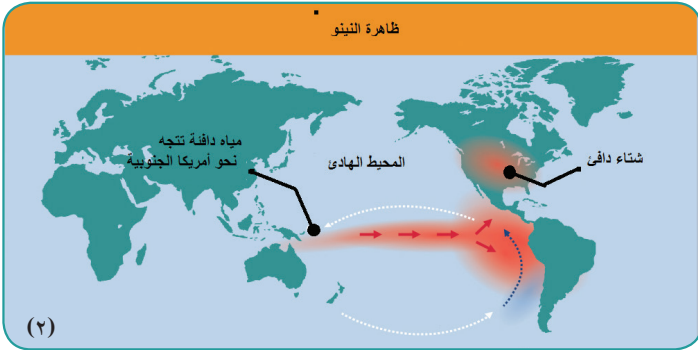 ظاهرة النينو
مياه دافئة تتجه
نحو أمريكا الجنوبية
المحيط الهادئ
شتاء دافئ
(٢)